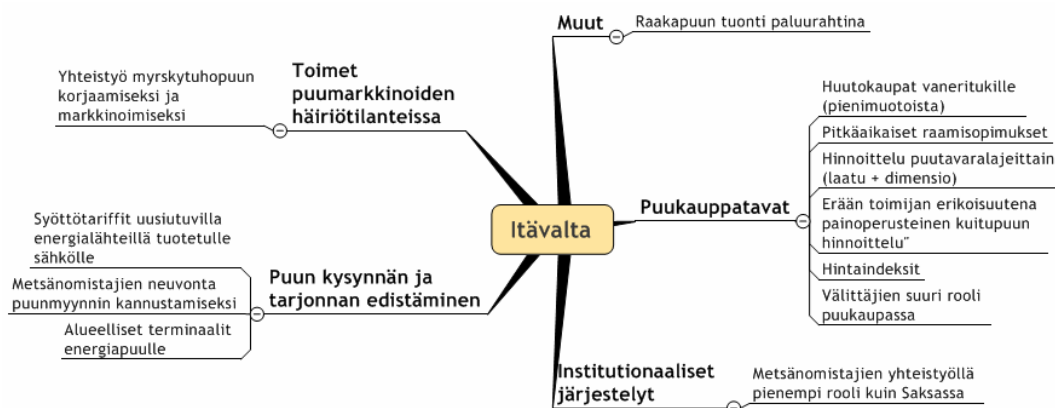 Muut
Raakapuun tuonti paluurahtina
Toimet
puumarkkinoiden
häiriötilanteissa
Yhteistyö myrskytuhopuun
korjaamiseksi ja
markkinoimiseksi
Itävalta
Puukauppatavat
Huutokaupat vaneritukille
(pienimuotoista)
Pitkäaikaiset raamisopimukset
Hinnoittelu puutavaralajeittain
(laatu + dimensio)
Erään toimijan erikoisuutena
painoperusteinen kuitupuun
hinnoittelu˝
Hintaindeksit
Välittäjien suuri rooli
puukaupassa
Puun kysynnän ja
tarjonnan edistäminen
Syöttötariffit uusiutuvilla
energialähteillä tuotetulle
sähkölle
Metsänomistajien neuvonta
puunmyynnin kannustamiseksi
Alueelliset terminaalit
energiapuulle
Institutionaaliset
järjestelyt
Metsänomistajien yhteistyöllä
pienempi rooli kuin Saksassa